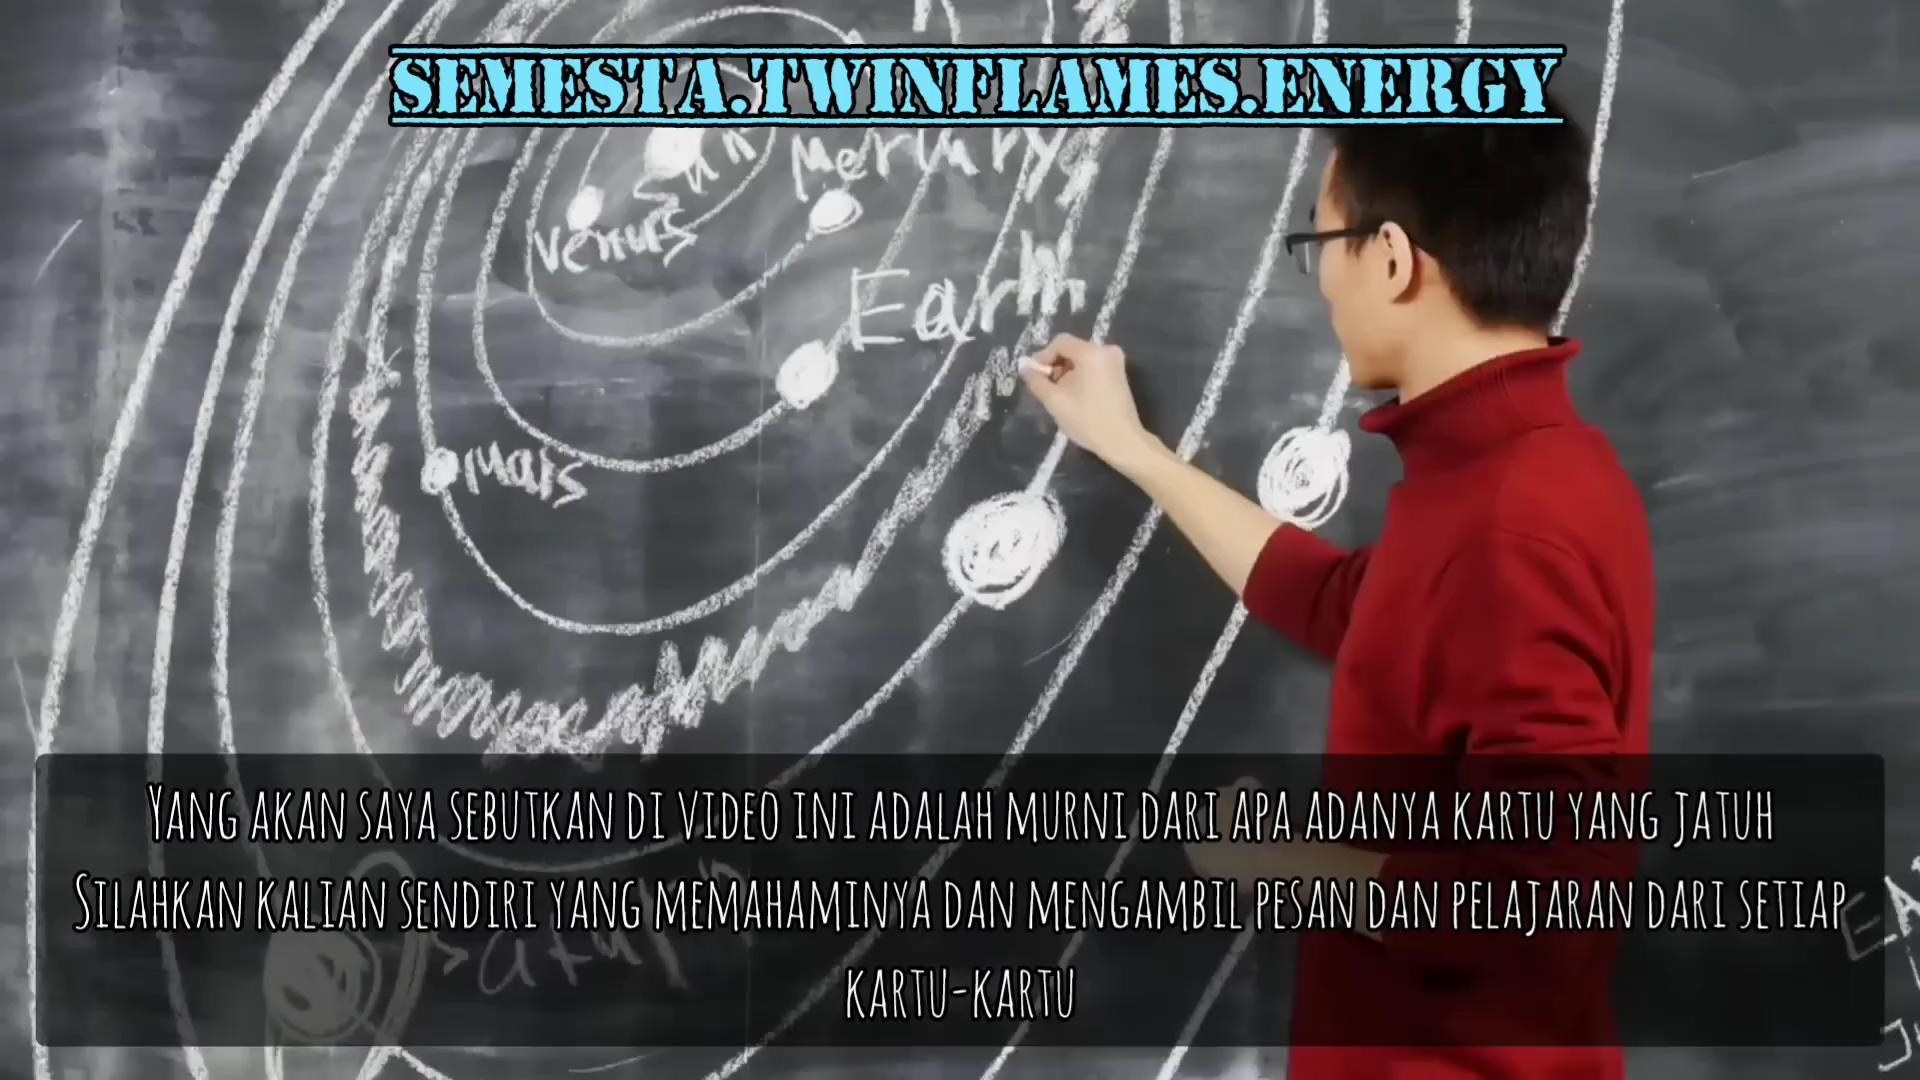 SEMESTA.TWINFLAMES.ENERGY
Sun
Mercury
Venus
Earth
Mars
Yang akan saya sebutkan di video ini adalah murni dari apa adanya kartu yang jatuh
Silahkan kalian sendiri yang memahaminya dan mengambil pesan dan pelajaran dari setiap
kartu-kartu
Saturn